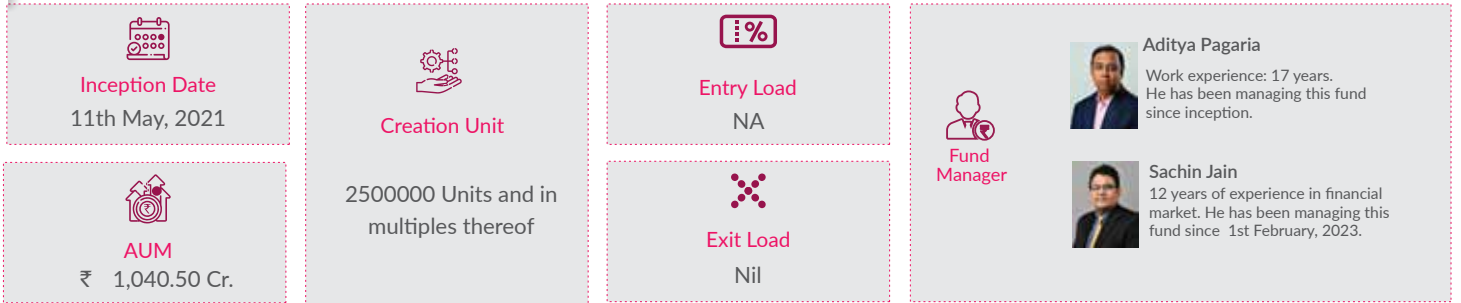 Inception Date
11th May, 2021
AUM
₹ 1,040.50 Cr.
Creation Unit
2500000 Units and in
multiples thereof
Entry Load
NA
Exit Load
Nil
Fund
Manager
Aditya Pagaria
Work experience: 17 years.
He has been managing this fund
since inception.
Sachin Jain
12 years of experience in financial
market. He has been managing this
fund since 1st February, 2023.